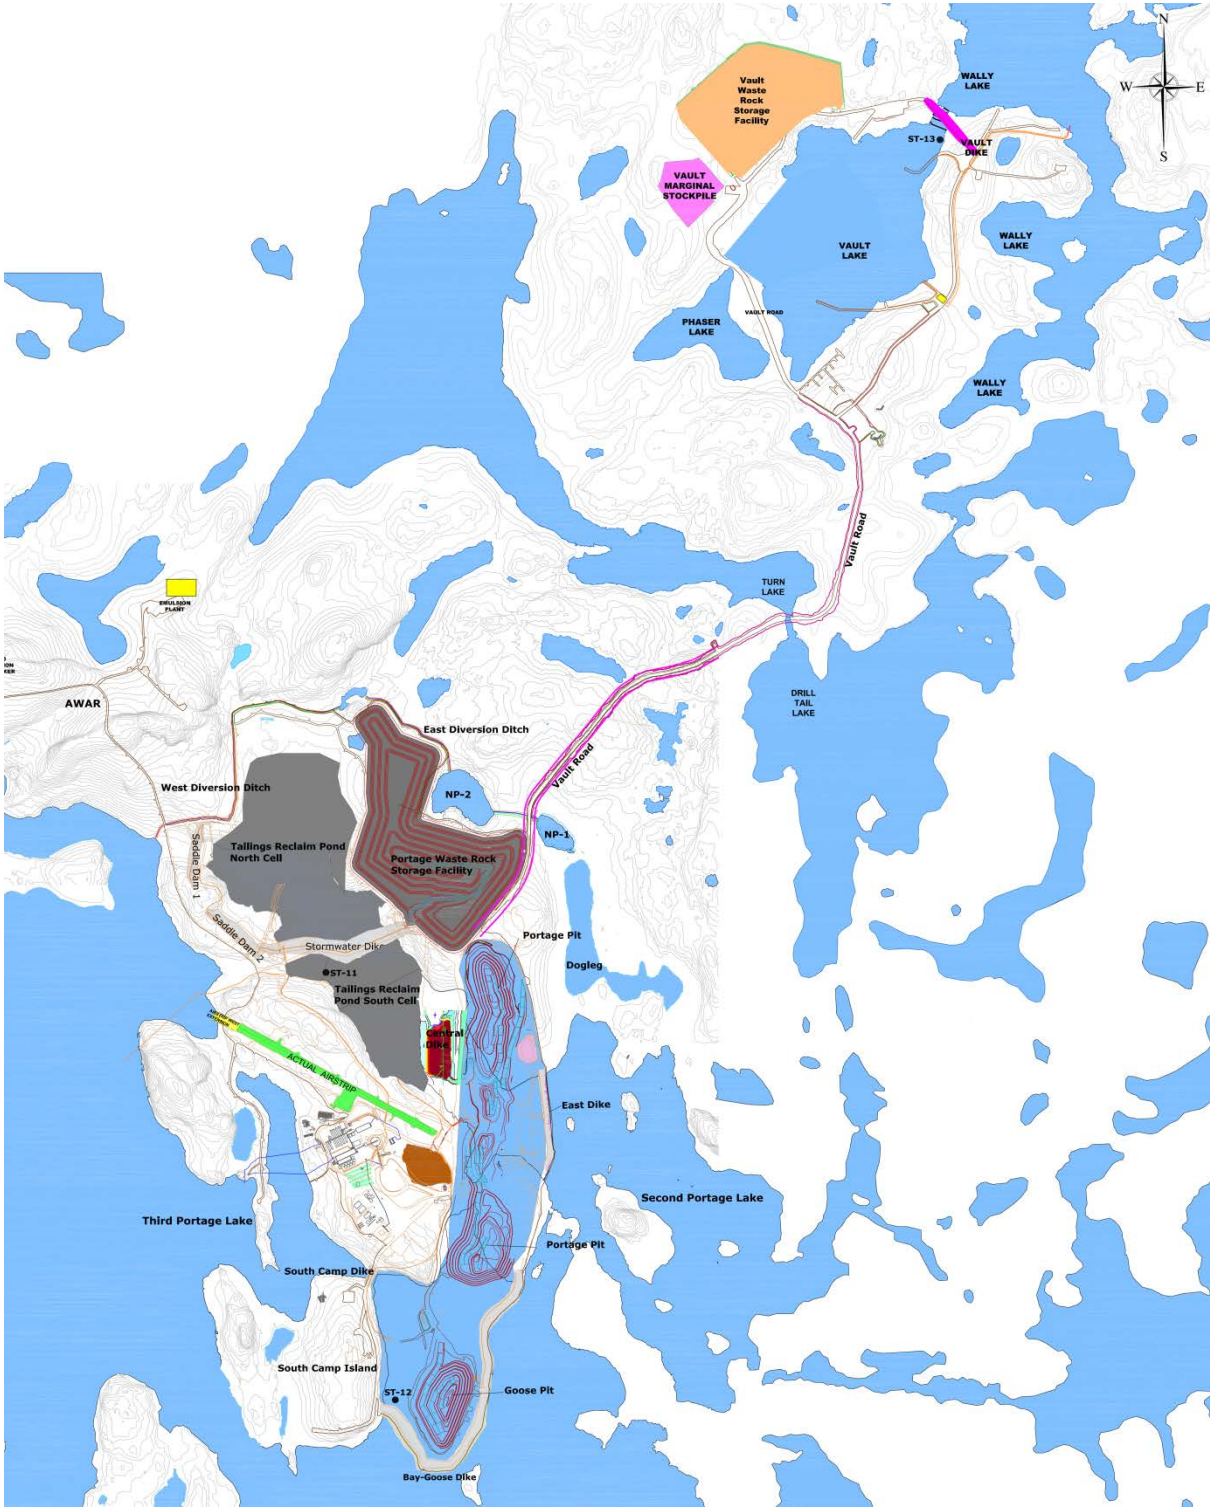 N
W
E
S
WALLY
LAKE
Vault
Waste
Rock
Storage
Facility
ST-13
VAULT
DIKE
VAULT
MARGINAL
STOCKPILE
WALLY
LAKE
VAULT
LAKE
PHASER
LAKE
VAULT ROAD
WALLY
LAKE
Vault Road
TURN
LAKE
EMULSION
PLANT
AWAR
DRILL
TAIL
LAKE
East Diversion Ditch
Vault Road
West Diversion Ditch
NP-2
NP-1
Saddle Dam 1
Tailings Reclaim Pond
North Cell
Portage Waste Rock
Storage Facility
Saddle Dam 2
Stormwater Dike
Portage Pit
ST-11
Dogleg
Tailings Reclaim
Pond South Cell
Central
Dike
ACTUAL AIRSTRIP
East Dike
Second Portage Lake
Third Portage Lake
Portage Pit
South Camp Dike
South Camp Island
ST-12
Goose Pit
Bay-Goose Dike